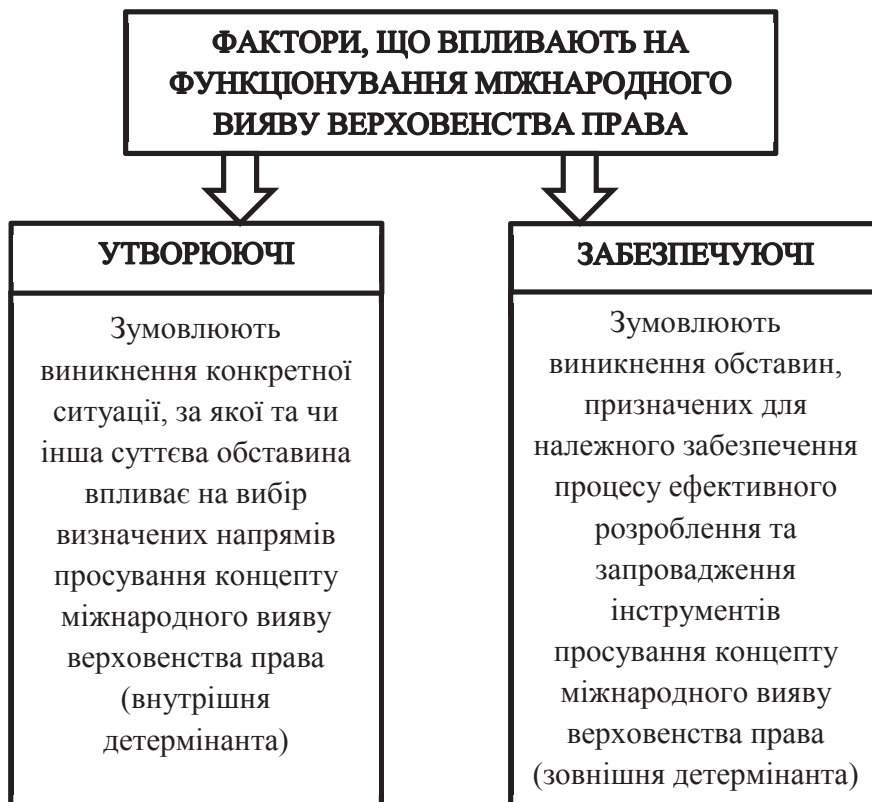 ФАКТОРИ, ЩО ВПЛИВАЮТЬ НА
ФУНКЦІОНУВАННЯ МІЖНАРОДНОГО
ВИЯВУ ВЕРХОВЕНСТВА ПРАВА
УТВОРЮЮЧІ
Зумовлюють
виникнення конкретної
ситуації, за якої та чи
інша суттєва обставина
впливає на вибір
визначених напрямів
просування концепту
міжнародного вияву
верховенства права
(внутрішня
детермінанта)
ЗАБЕЗПЕЧУЮЧІ
Зумовлюють
виникнення обставин,
призначених для
належного забезпечення
процесу ефективного
розроблення та
запровадження
інструментів
просування концепту
міжнародного вияву
верховенства права
(зовнішня детермінанта)